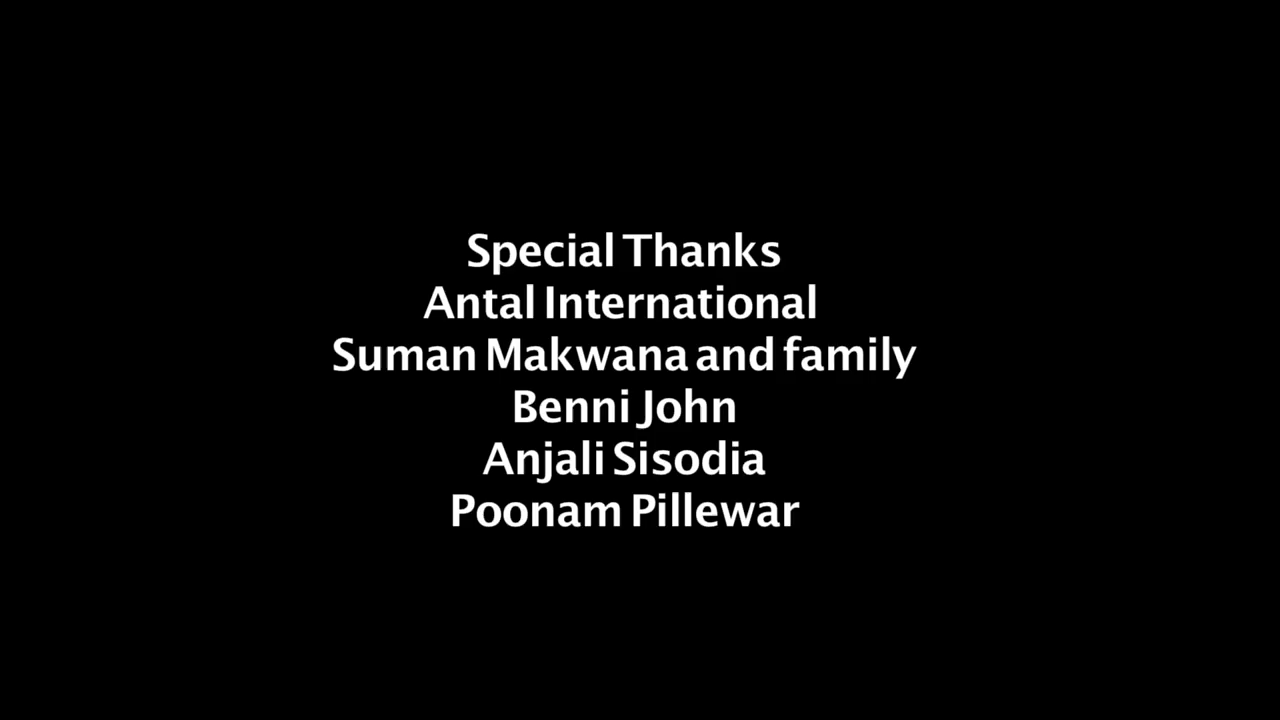 Special Thanks
Antal International
Suman Makwana and family
Benni John
Anjali Sisodia
Poonam Pillewar